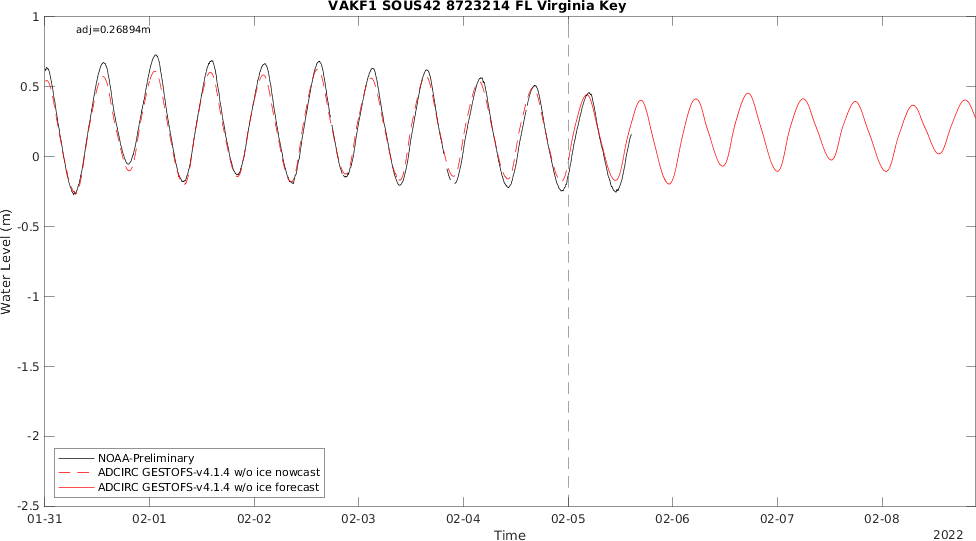 VAKF1 SOUS42 8723214 FL Virginia Key
adj=0.26894m
1
0.5
0
-0.5
-1
-1.5
-2
-2.5
Water Level (m)
NOAA-Preliminary
ADCIRC GESTOFS-v4.1.4 w/o ice nowcast
ADCIRC GESTOFS-v4.1.4 w/o ice forecast
01-31 02-01 02-02 02-03 02-04 02-05 02-06 02-07 02-08
Time
2022